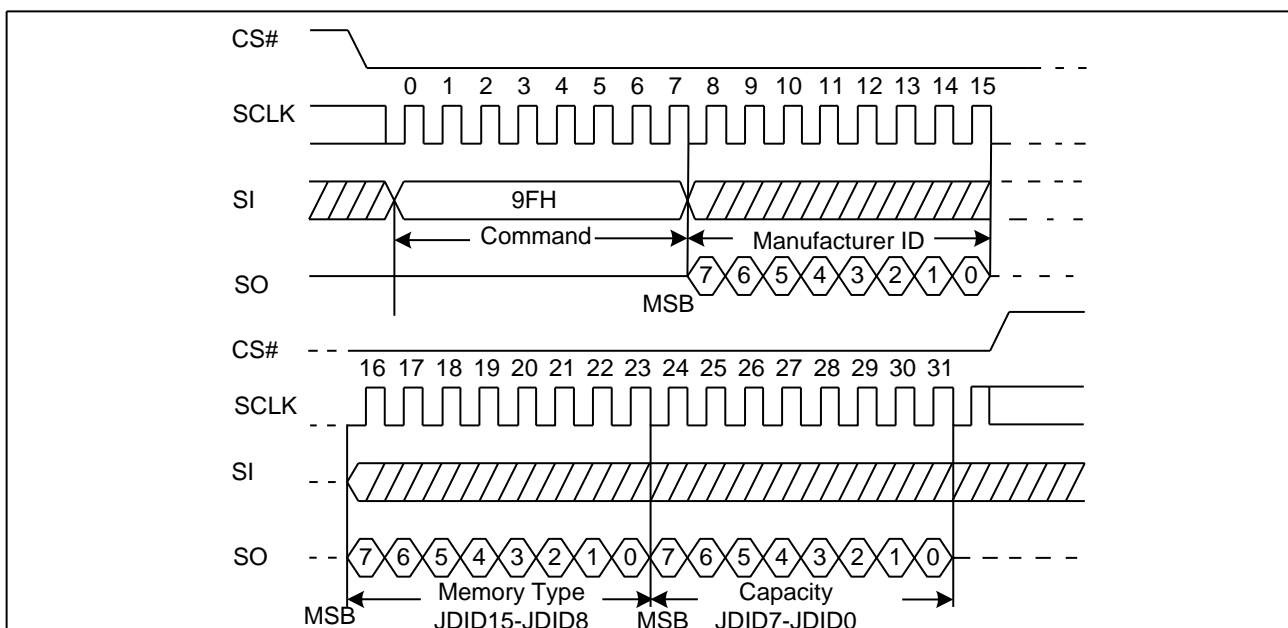 CS#
0 1 2 3 4 5 6 7 8 9 10 11 12 13 14 15
SCLK
SI 9FH
Command Manufacturer ID
SO 7 6 5 4 3 2 1 0
MSB
CS#
16 17 18 19 20 21 22 23 24 25 26 27 28 29 30 31
SCLK
SI
SO 7 6 5 4 3 2 1 0 7 6 5 4 3 2 1 0
Memory Type Capacity
MSB JDID15-JDID8 MSB JDID7-JDID0